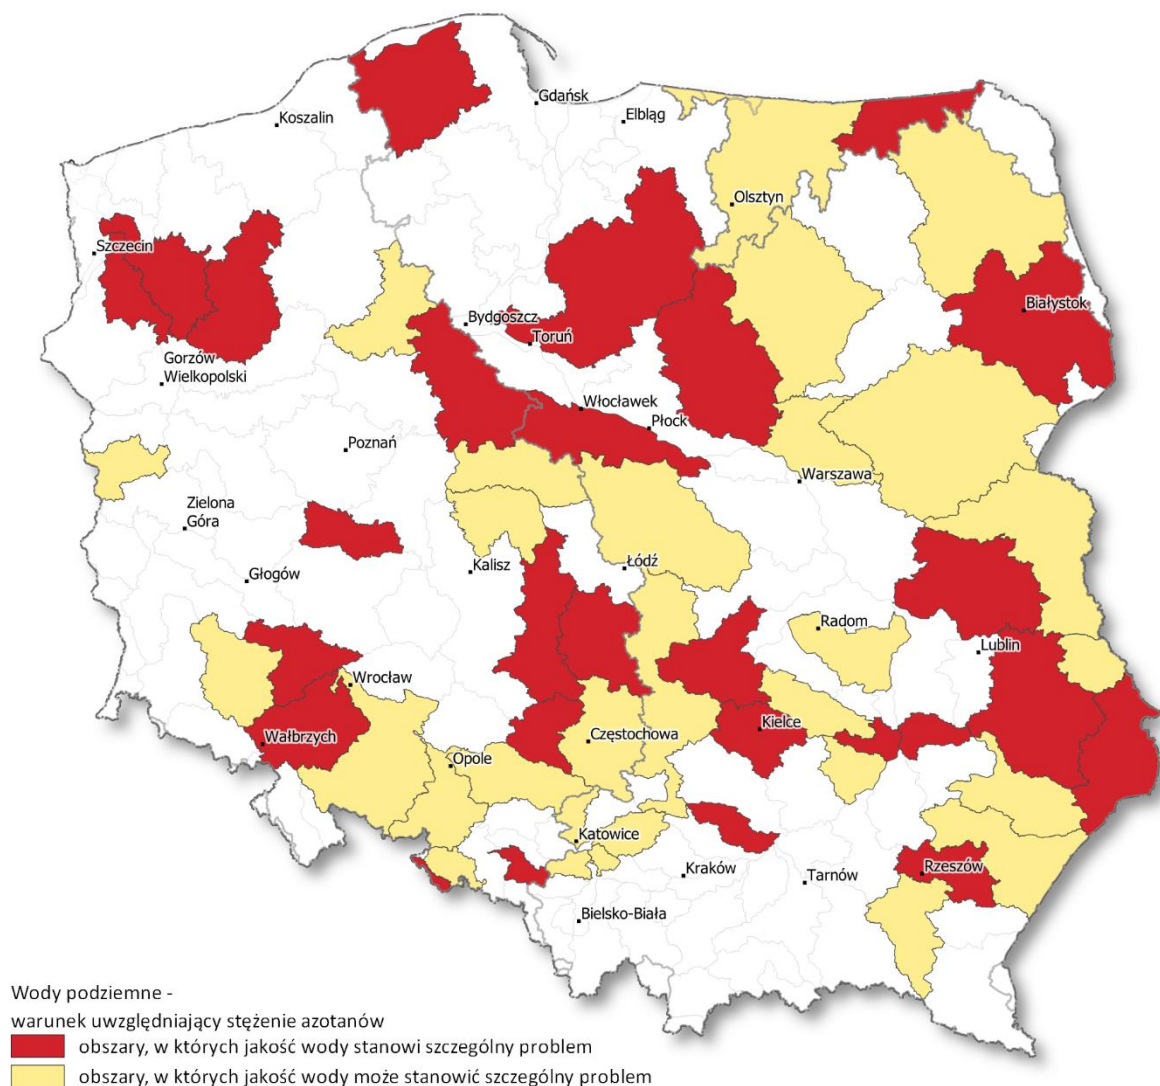 Gdańsk
Koszalin
Elbląg
Olsztyn
Szczecin
Białystok
Bydgoszcz
Toruń
Gorzów
Wielkopolski
Włocławek
Płock
Poznań
Warszawa
Zielona
Góra
Łódź
Kalisz
Głogów
Radom
Lublin
Wrocław
Kielce
Wałbrzych
Częstochowa
Opole
Katowice
Kraków
Tarnów
Rzeszów
Bielsko-Biała
Wody podziemne -
warunek uwzględniający stężenie azotanów
obszary, w których jakość wody stanowi szczególny problem
obszary, w których jakość wody może stanowić szczególny problem